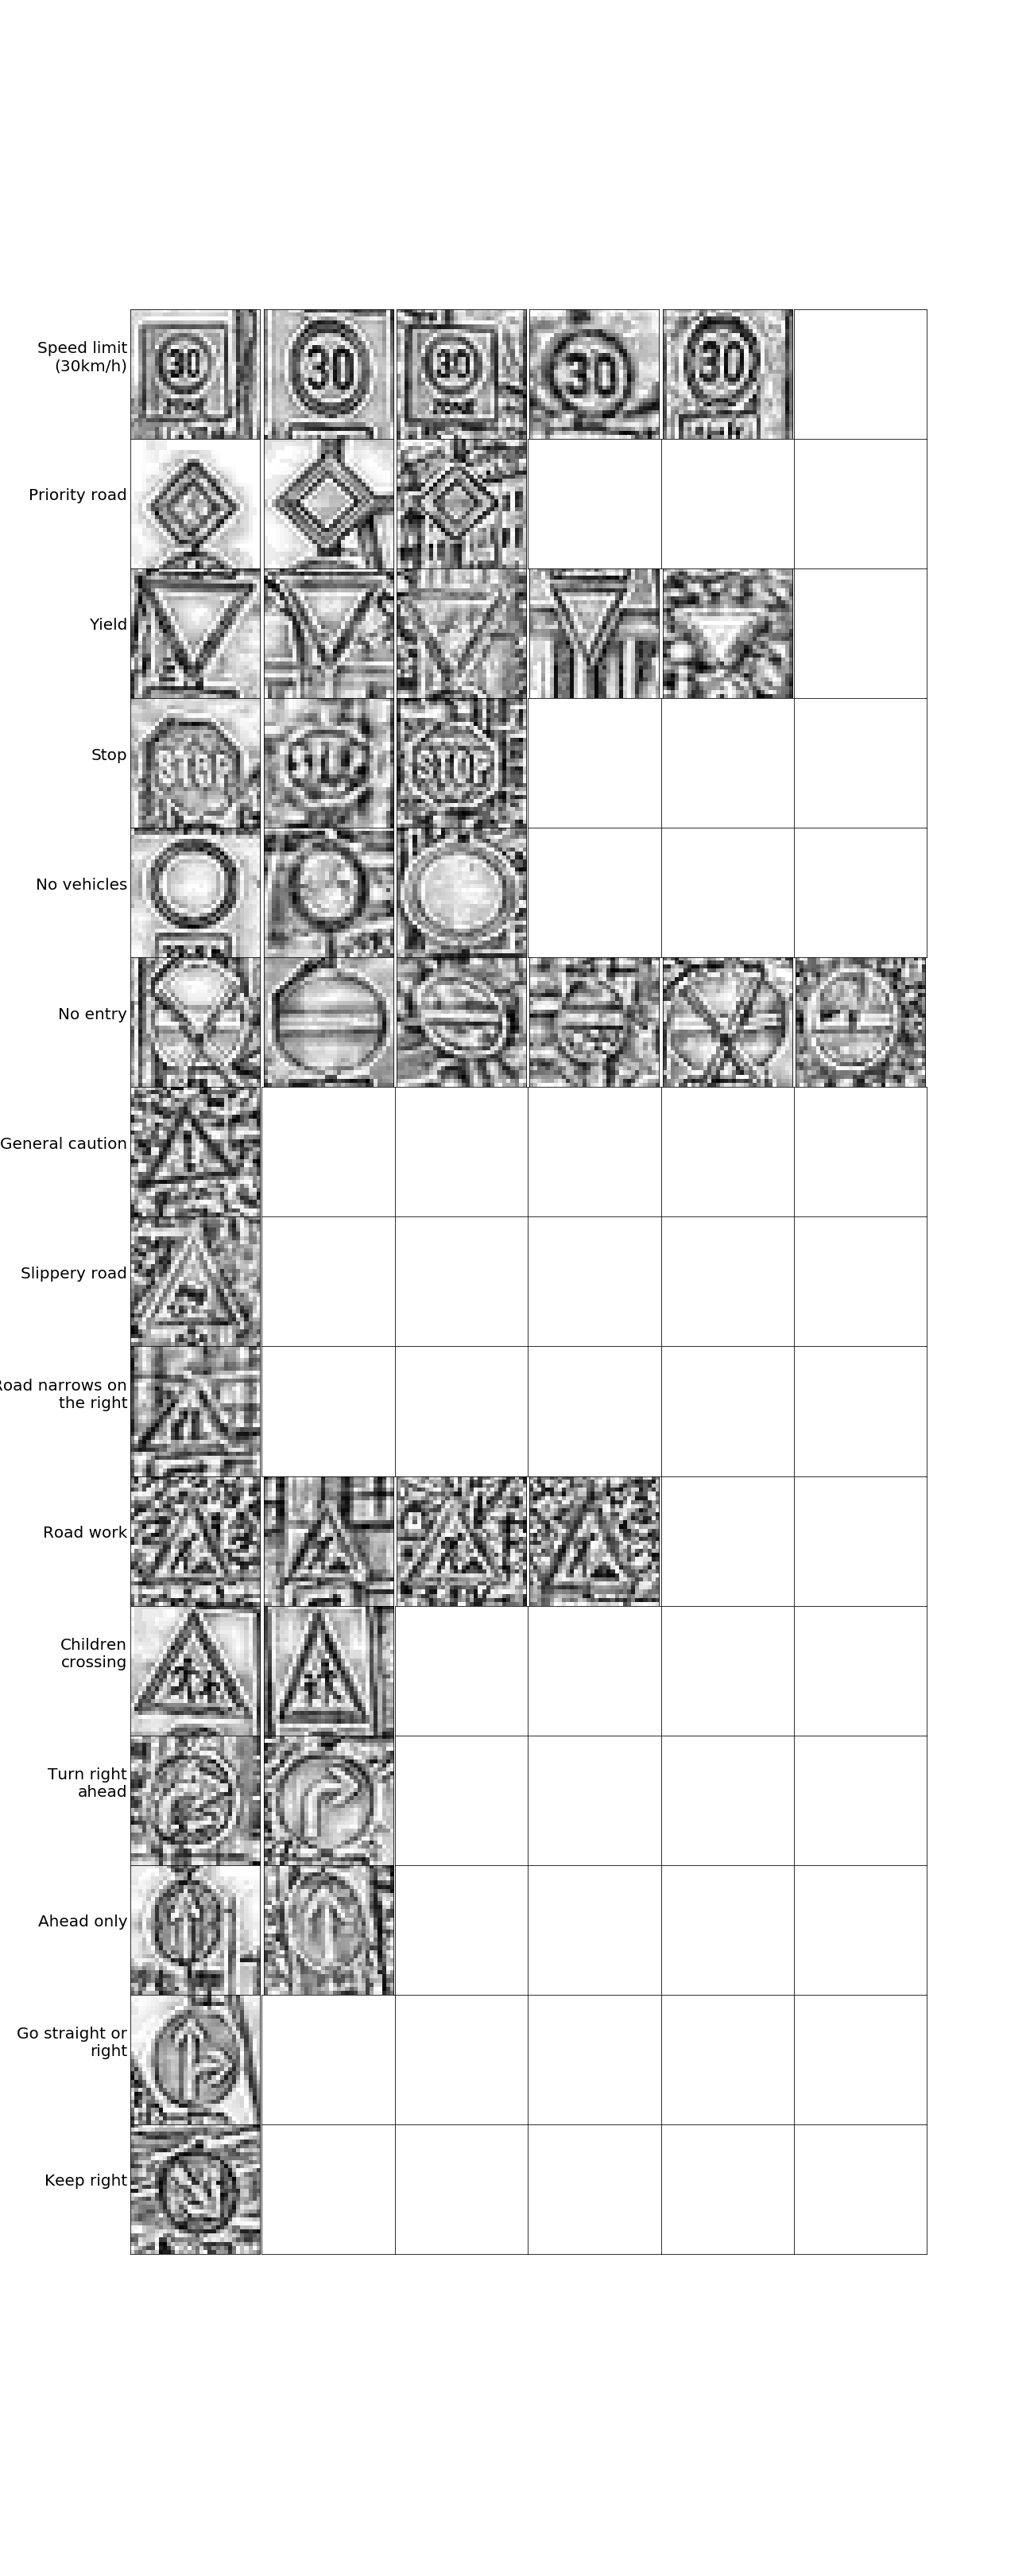 Speed limit
(30km/h)
30
30
30
30
30
Priority road
Yield
Stop
STOP
STOP
No vehicles
No entry
General caution
Slippery road
Road narrows on
the right
Road work
Children
crossing
Turn right
ahead
Ahead only
Go straight or
right
Keep right